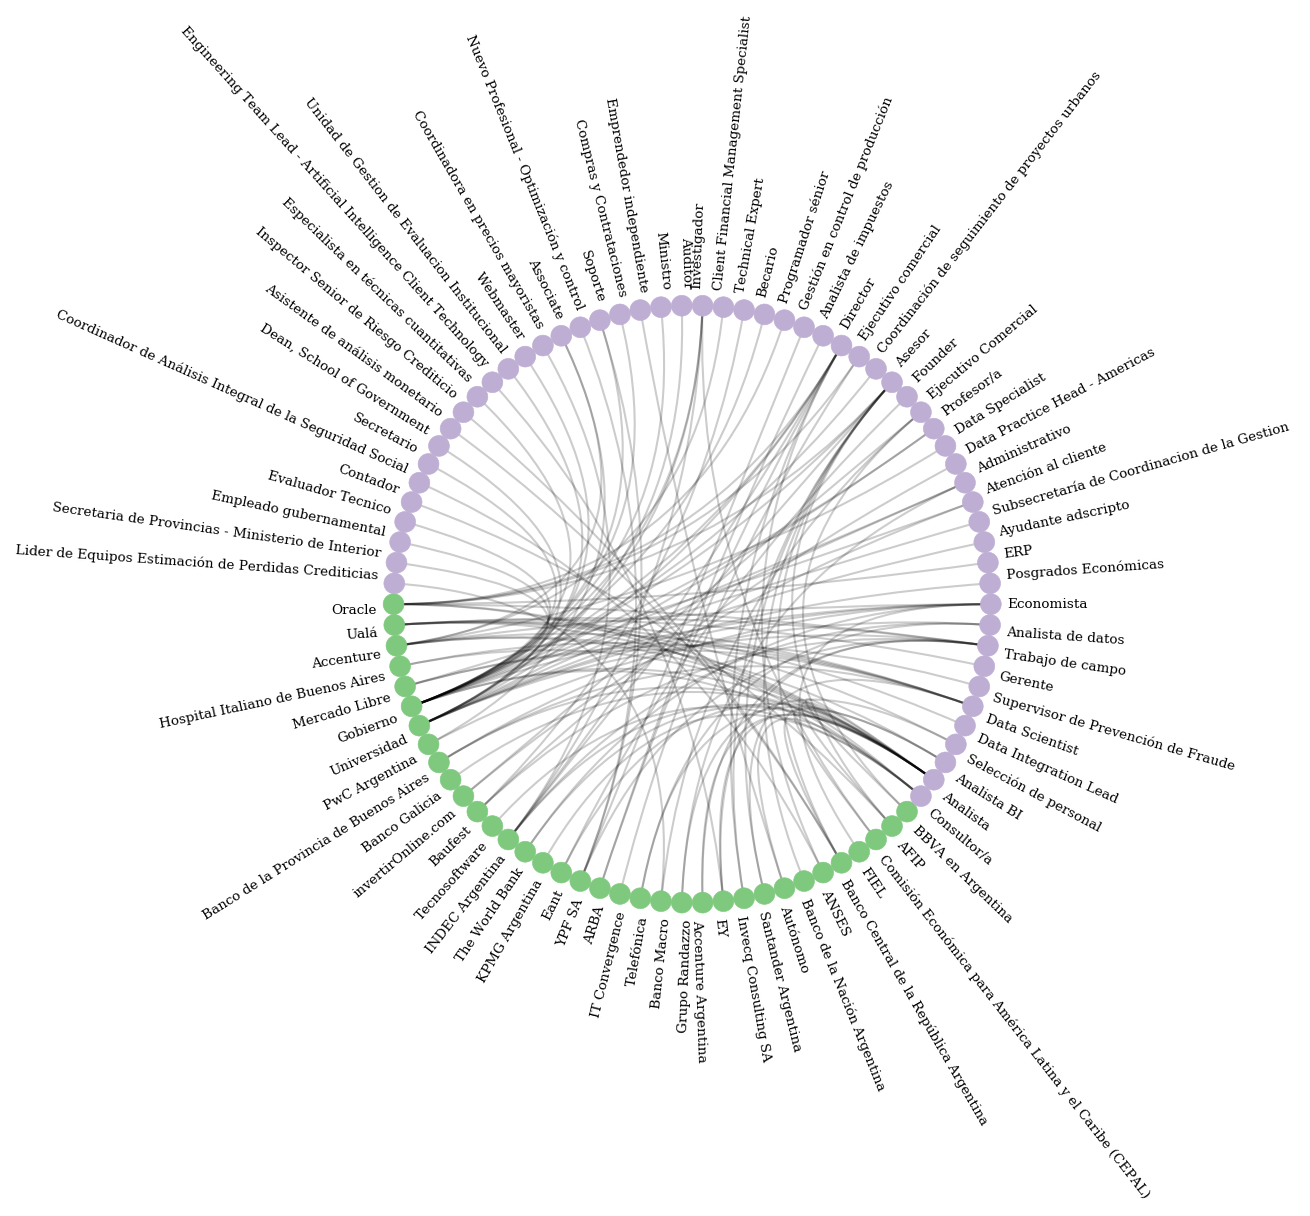 Lider de Equipos Estimación de Perdidas Crediticias
Secretaria de Provincias - Ministerio de Interior
Empleado gubernamental
Evaluador Tecnico
Contador
Coordinador de Análisis Integral de la Seguridad Social
Secretario
Dean, School of Government
Asistente de análisis monetario
Inspector Senior de Riesgo Crediticio
Especialista en técnicas cuantitativas
Engineering Team Lead - Artificial Intelligence Client Technology
Unidad de Gestion de Evaluacion Institucional
Webmaster
Coordinadora en precios mayoristas
Associate
Nuevo Profesional - Optimización y control
Soporte
Compras y Contrataciones
Emprendedor independiente
Ministro
Auditor
Investigador
Client Financial Management Specialist
Technical Expert
Becario
Programador sénior
Gestión en control de producción
Analista de impuestos
Director
Ejecutivo comercial
Coordinación de seguimiento de proyectos urbanos
Asesor
Founder
Ejecutivo Comercial
Profesor/a
Data Specialist
Data Practice Head - Americas
Administrativo
Atención al cliente
Subsecretaría de Coordinacion de la Gestion
Ayudante adscripto
ERP
Posgrados Económicas
Economista
Analista de datos
Trabajo de campo
Gerente
Supervisor de Prevención de Fraude
Data Scientist
Data Integration Lead
Selección de personal
Analista BI
Analista
Consultor/a
BBVA en Argentina
AFIP
Comisión Económica para América Latina y el Caribe (CEPAL)
FIEL
Banco Central de la República Argentina
ANSES
Banco de la Nación Argentina
Autónomo
Santander Argentina
Invecq Consulting SA
EY
Accenture Argentina
Grupo Randazzo
Banco Macro
Telefónica
IT Convergence
ARBA
YPF SA
Eant
KPMG Argentina
The World Bank
INDEC Argentina
Tecnosoftware
Baufest
invertirOnline.com
Banco Galicia
Banco de la Provincia de Buenos Aires
PwC Argentina
Universidad
Gobierno
Mercado Libre
Hospital Italiano de Buenos Aires
Accenture
Ualá
Oracle